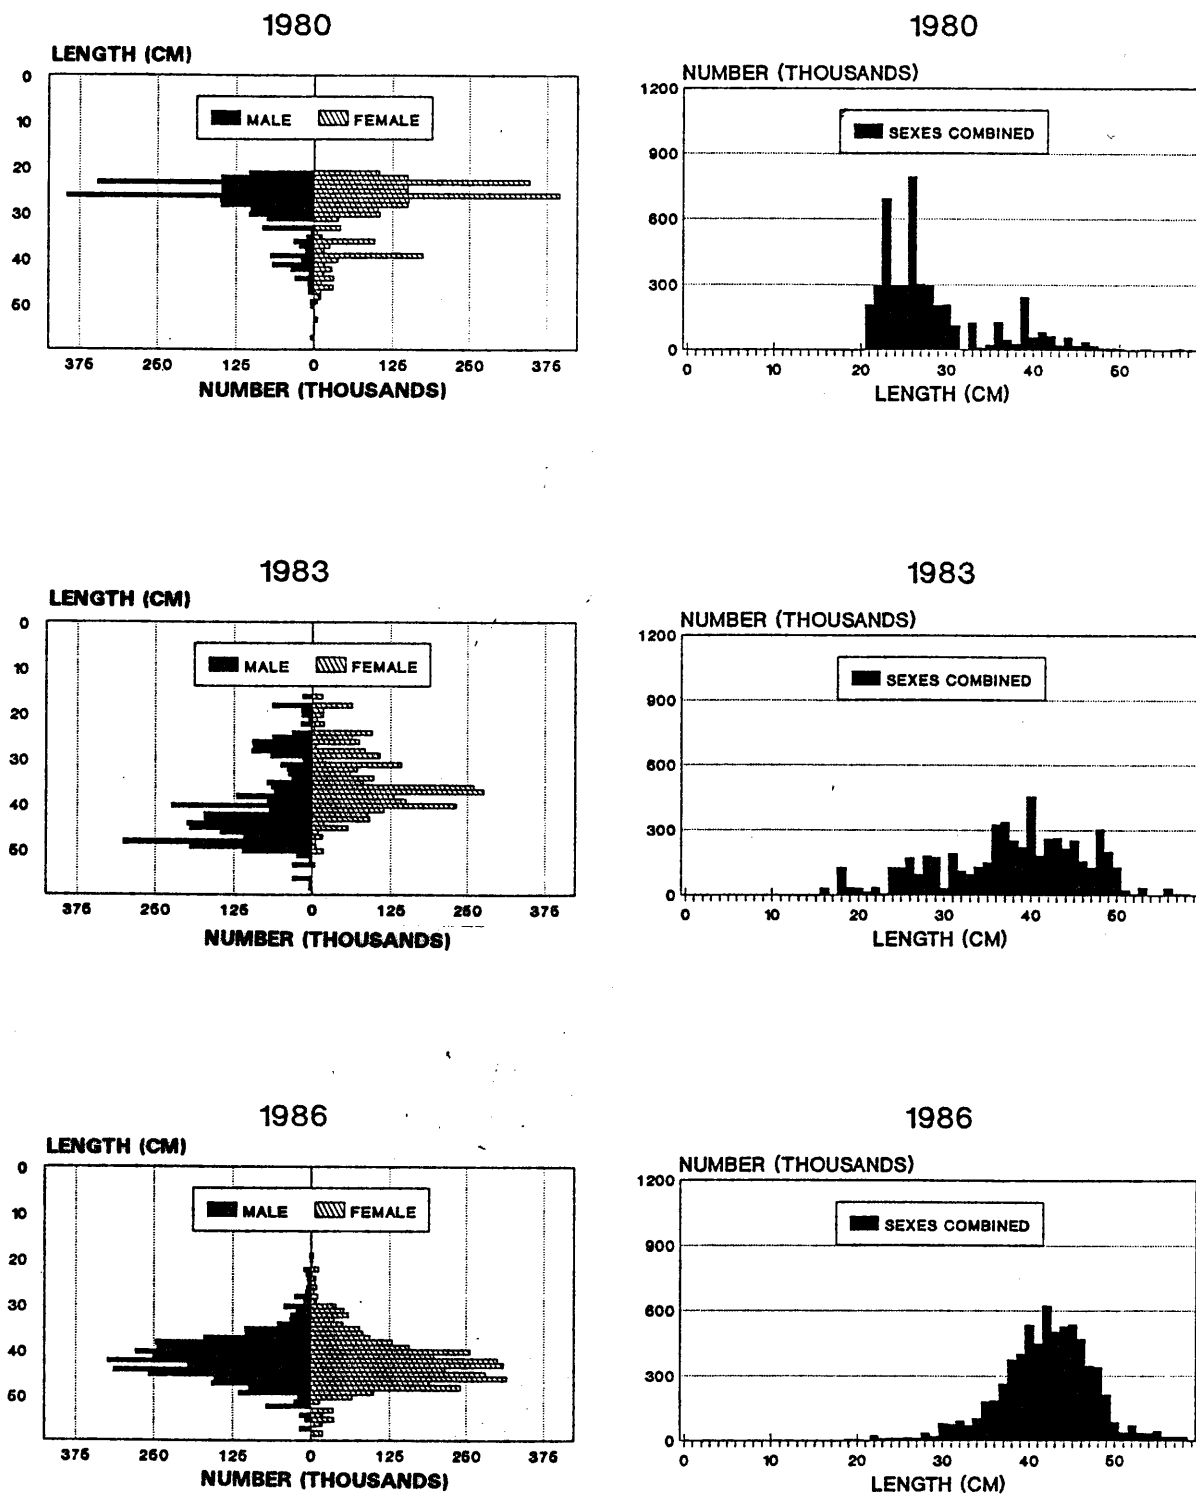 1980
LENGTH (CM)
0
10
20
30
40
50
MALE FEMALE
375 250 125 0 125 250 375
NUMBER (THOUSANDS)
1980
NUMBER (THOUSANDS)
1200
900
600
300
0
SEXES COMBINED
0 10 20 30 40 50
LENGTH (CM)
1983
LENGTH (CM)
0
10
20
30
40
50
MALE FEMALE
375 250 125 0 125 250 375
NUMBER (THOUSANDS)
1983
NUMBER (THOUSANDS)
1200
900
600
300
0
SEXES COMBINED
0 10 20 30 40 50
LENGTH (CM)
1986
LENGTH (CM)
0
10
20
30
40
50
MALE FEMALE
375 250 125 0 125 250 375
NUMBER (THOUSANDS)
1986
NUMBER (THOUSANDS)
1200
900
600
300
0
SEXES COMBINED
0 10 20 30 40 50
LENGTH (CM)